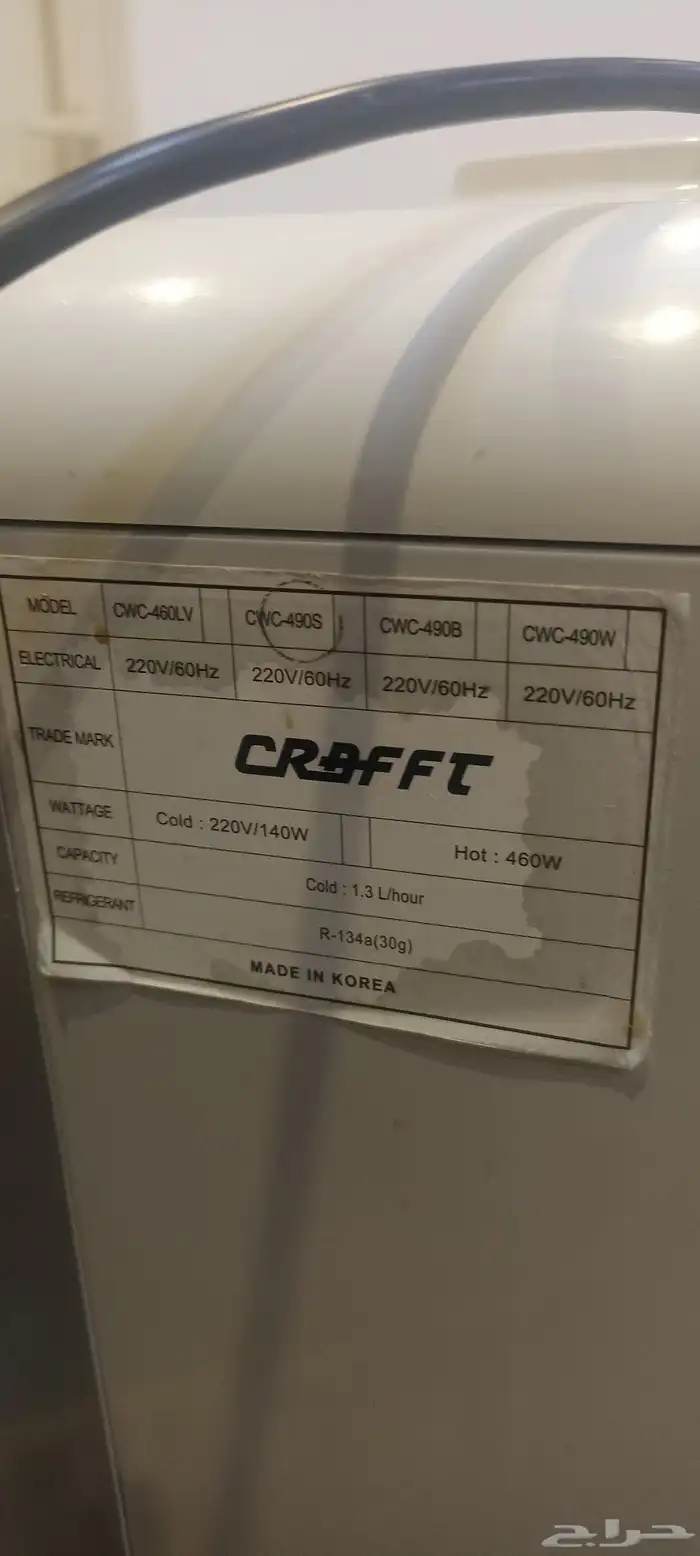 MODEL CWC-460LV CWC-490S CWC-490B CWC-490W
ELECTRICAL 220V/60Hz 220V/60Hz 220V/60Hz 220V/60Hz
TRADE MARK CRAFFT
WATTAGE Cold : 220V/140W Hot : 460W
CAPACITY Cold : 1,3 L/hour
REFRIGERANT R-134a(30g)
MADE IN KOREA
حراج